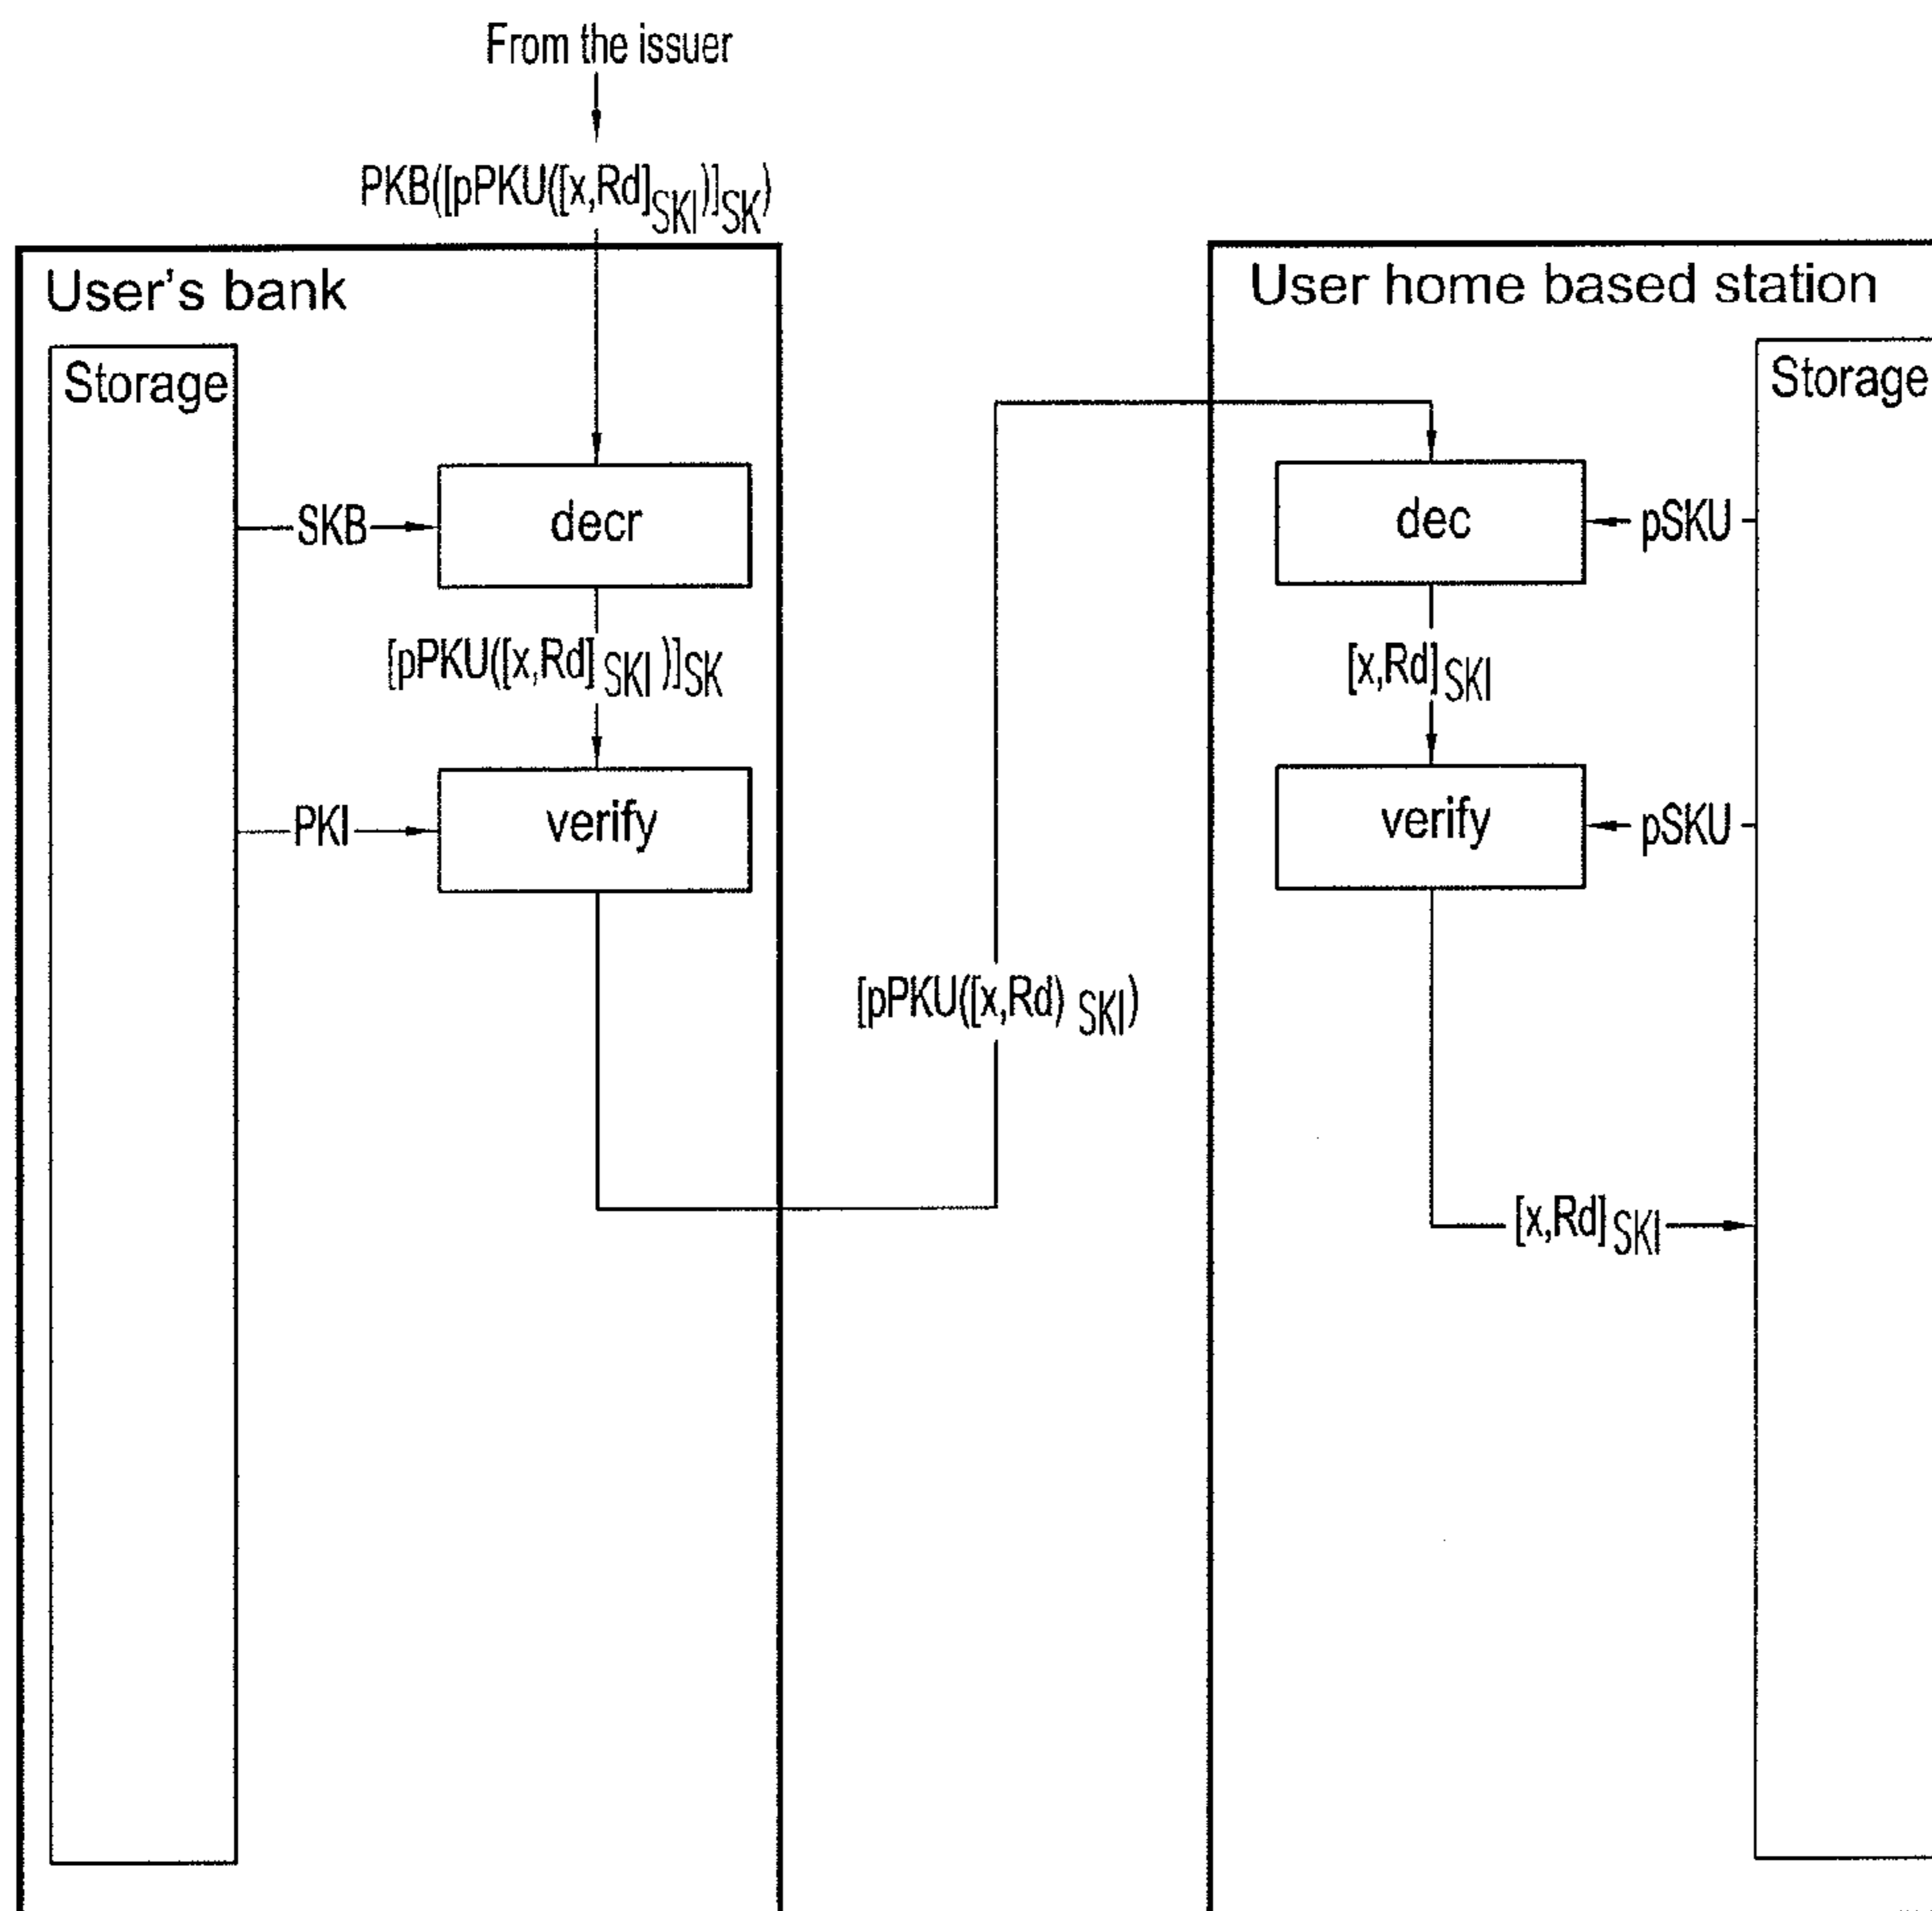 From the issuer
PKB([pPKU([x,Rd]SKI)]SK)
User's bank
Storage
SKB
decr
[pPKU([x,Rd] SKI )]SK
PKI
verify
[pPKU([x,Rd) SKI)
User home based station
Storage
dec
pSKU
[x,Rd]SKI
verify
pSKU
[x,Rd]SKI